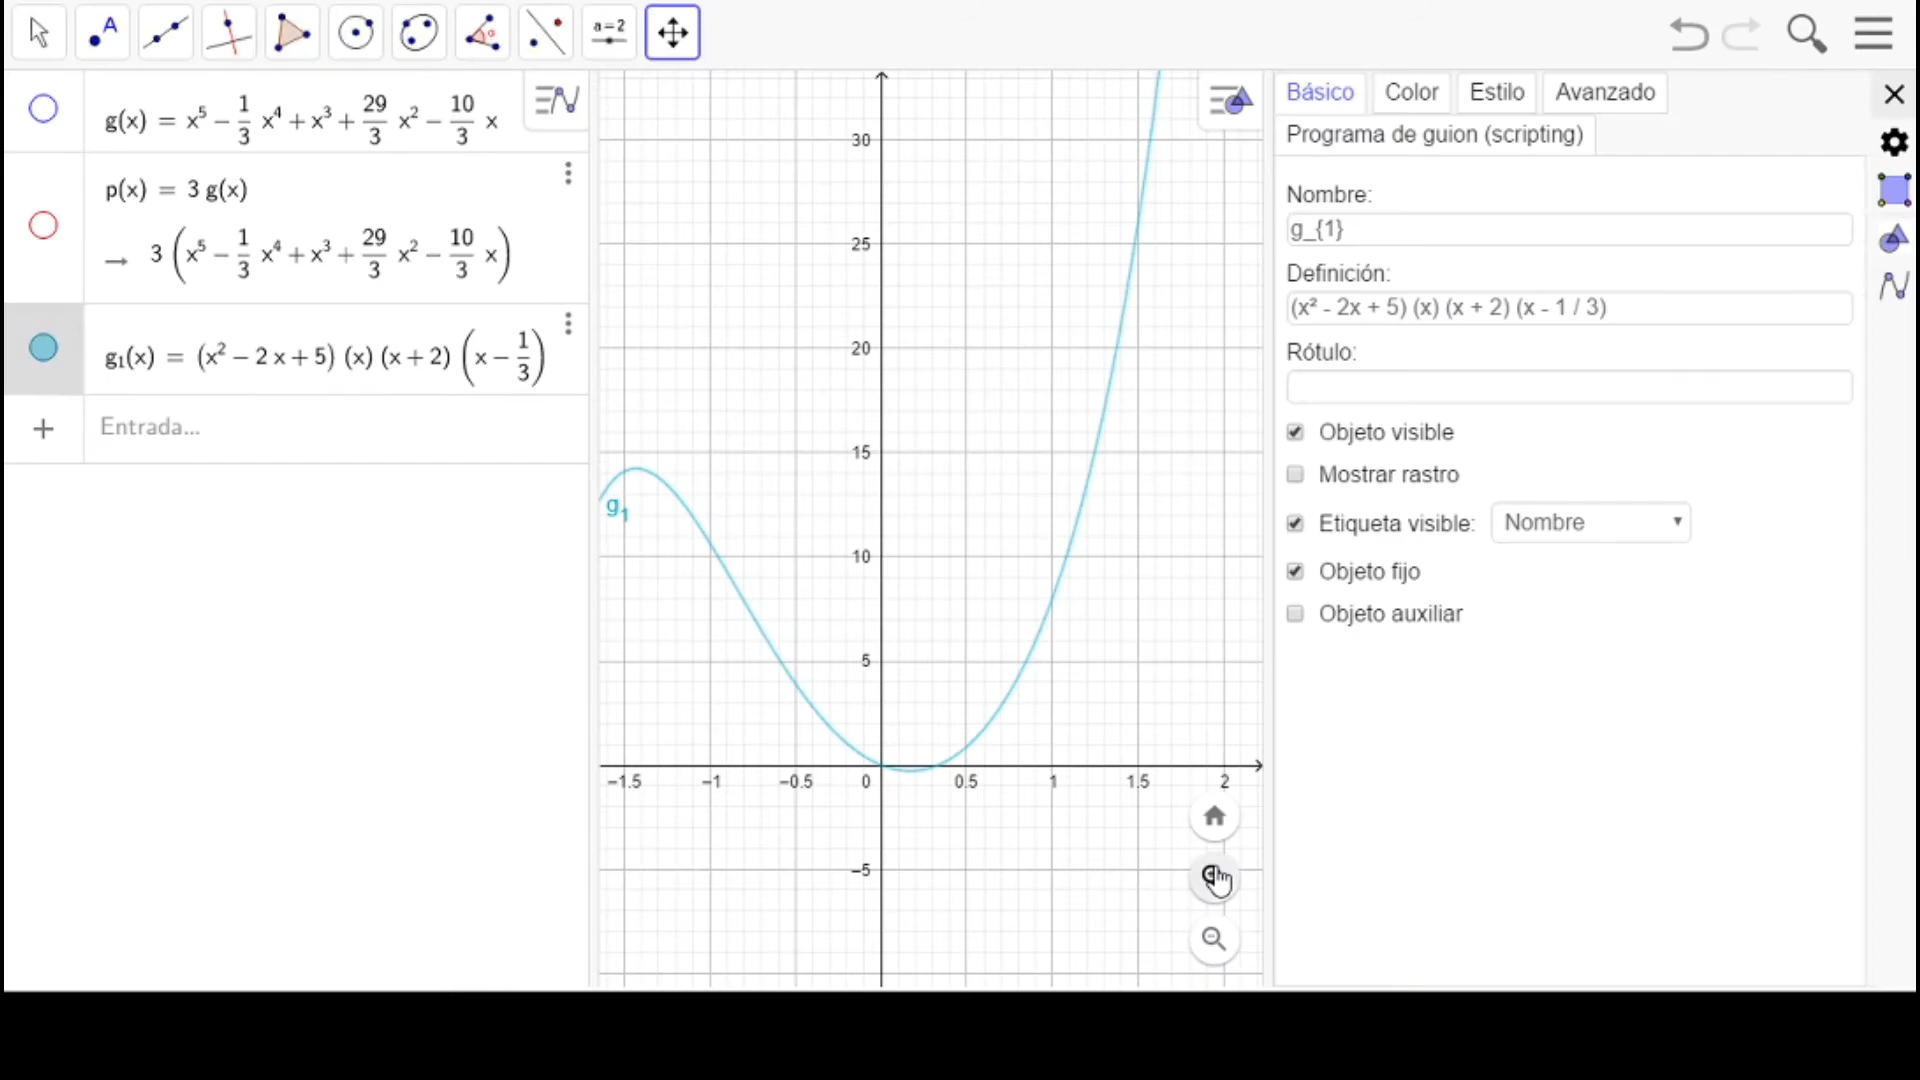 A
a=2
g(x) = x⁵ − 1/3 x⁴ + x³ + 29/3 x² − 10/3 x
p(x) = 3 g(x)
→ 3 (x⁵ − 1/3 x⁴ + x³ + 29/3 x² − 10/3 x)
g₁(x) = (x² − 2 x + 5) (x) (x + 2) (x − 1/3)
+ Entrada...
30
25
20
15
10
5
−5
−1.5 −1 −0.5 0 0.5 1 1.5 2
g₁
Básico Color Estilo Avanzado
Programa de guion (scripting)
Nombre:
g_{1}
Definición:
(x² - 2x + 5) (x) (x + 2) (x - 1 / 3)
Rótulo:
Objeto visible
Mostrar rastro
Etiqueta visible: Nombre
Objeto fijo
Objeto auxiliar